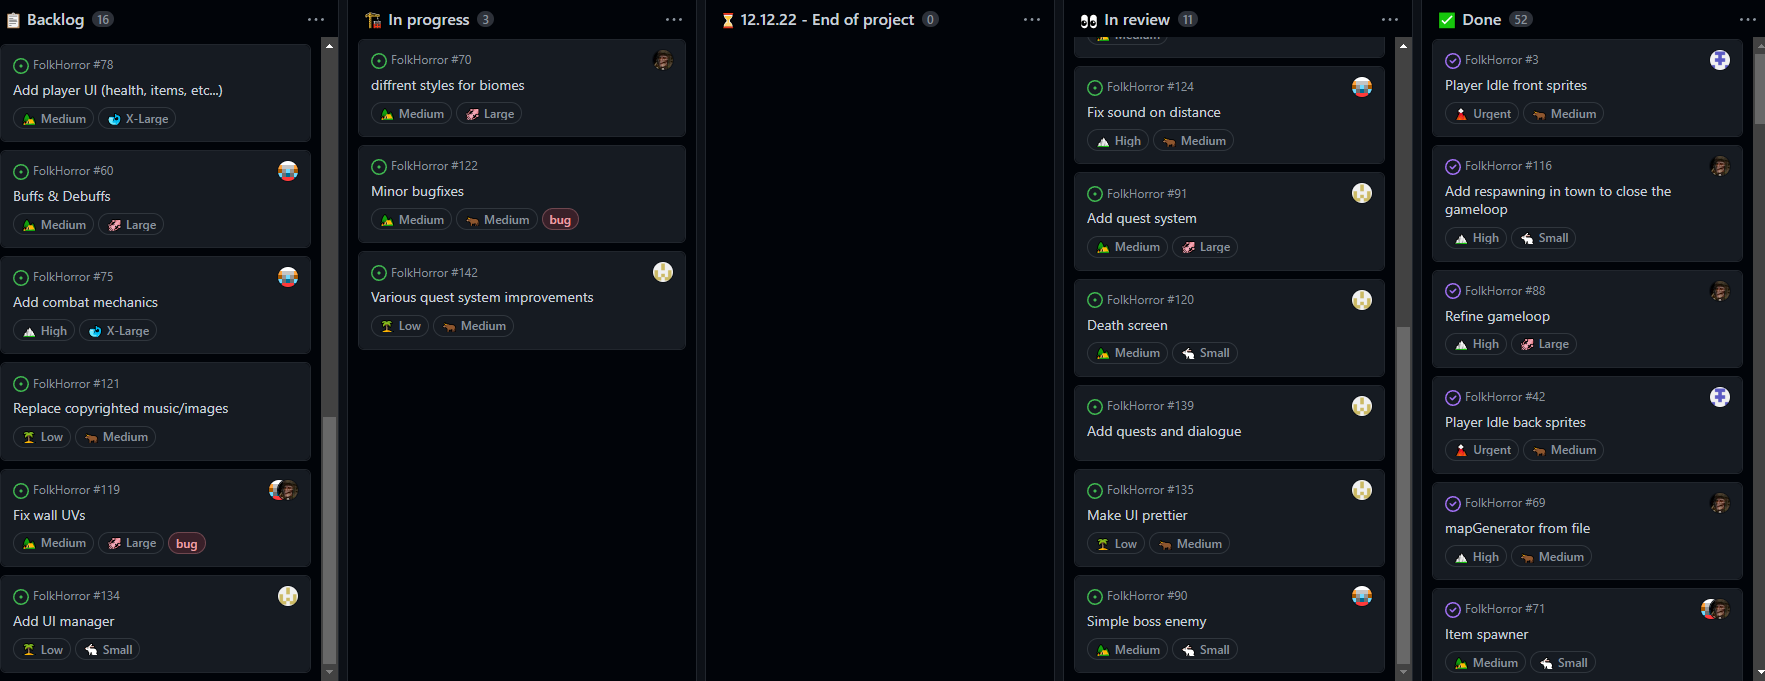 Backlog 16
FolkHorror #78
Add player UI (health, items, etc...)
Medium X-Large
FolkHorror #60
Buffs & Debuffs
Medium Large
FolkHorror #75
Add combat mechanics
High X-Large
FolkHorror #121
Replace copyrighted music/images
Low Medium
FolkHorror #119
Fix wall UVs
Medium Large bug
FolkHorror #134
Add UI manager
Low Small
In progress 3
FolkHorror #70
diffrent styles for biomes
Medium Large
FolkHorror #122
Minor bugfixes
Medium Medium bug
FolkHorror #142
Various quest system improvements
Low Medium
12.12.22 - End of project 0
In review 11
Medium
FolkHorror #124
Fix sound on distance
High Medium
FolkHorror #91
Add quest system
Medium Large
FolkHorror #120
Death screen
Medium Small
FolkHorror #139
Add quests and dialogue
FolkHorror #135
Make UI prettier
Low Medium
FolkHorror #90
Simple boss enemy
Medium Small
Done 52
FolkHorror #3
Player Idle front sprites
Urgent Medium
FolkHorror #116
Add respawning in town to close the
gameloop
High Small
FolkHorror #88
Refine gameloop
High Large
FolkHorror #42
Player Idle back sprites
Urgent Medium
FolkHorror #69
mapGenerator from file
High Medium
FolkHorror #71
Item spawner
Medium Small